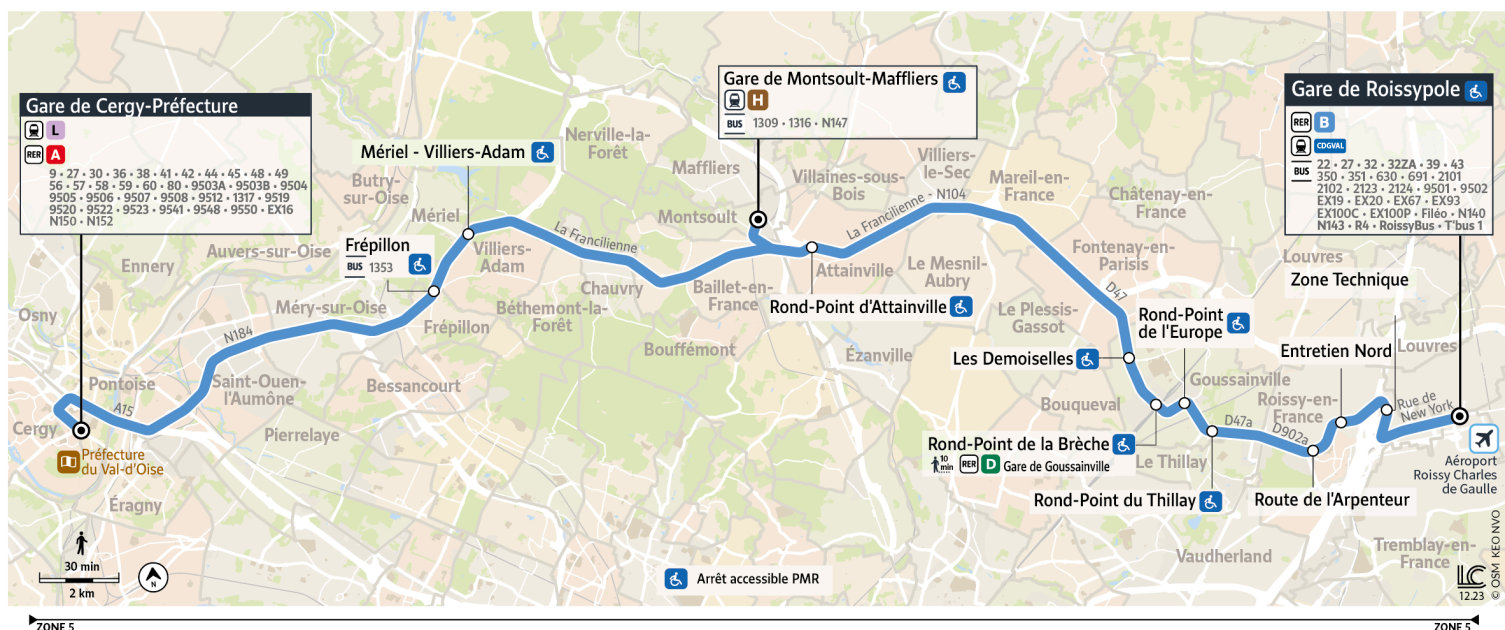 Gare de Cergy-Préfecture
L
RER A
9 • 27 • 30 • 36 • 38 • 41 • 42 • 44 • 45 • 48 • 49
56 • 57 • 58 • 59 • 60 • 80 • 9503A • 9503B • 9504
9505 • 9506 • 9507 • 9508 • 9512 • 1317 • 9519
9520 • 9522 • 9523 • 9541 • 9548 • 9550 • EX16
N150 • N152
Gare de Montsoult-Maffliers
H
BUS 1309 • 1316 • N147
Gare de Roissypole
RER B
CDGVAL
BUS 22 • 27 • 32 • 32ZA • 39 • 43
350 • 351 • 630 • 691 • 2101
2102 • 2123 • 2124 • 9501 • 9502
EX19 • EX20 • EX67 • EX93
EX100C • EX100P • Filéo • N140
N143 • R4 • RoissyBus • T'bus 1
Mériel - Villiers-Adam
Frépillon
BUS 1353
Rond-Point d'Attainville
Les Demoiselles
Rond-Point
de l'Europe
Rond-Point de la Brèche
10
min
RER D Gare de Goussainville
Rond-Point du Thillay
Route de l'Arpenteur
Entretien Nord
Zone Technique
Nerville-la-
Forêt
Maffliers
Butry-
sur-Oise
Mériel
Auvers-sur-Oise
Ennery
Osny
Méry-sur-Oise
Villiers-
Adam
La Francilienne
Montsoult
Villaines-sous-
Bois
Villiers-
le-Sec
La Francilienne - N104
Mareil-en-
France
Châtenay-en-
France
Fontenay-en-
Parisis
Louvres
Louvres
Attainville
Le Mesnil-
Aubry
Baillet-en-
France
Chauvry
Béthemont-la-
Forêt
Frépillon
N184
Bouffémont
Ézanville
Le Plessis-
Gassot
D47
Goussainville
Bouqueval
Roissy-en-
France
Rue de
New York
D47a
D902a
Le Thillay
Pontoise
Saint-Ouen-
l'Aumône
Bessancourt
A15
Cergy
Pierrelaye
Préfecture
du Val-d'Oise
Éragny
Aéroport
Roissy Charles
de Gaulle
Vaudherland
Tremblay-en-
France
30 min
2 km
N
Arrêt accessible PMR
LC
12.23
© OSM KEO NVO
ZONE 5
ZONE 5